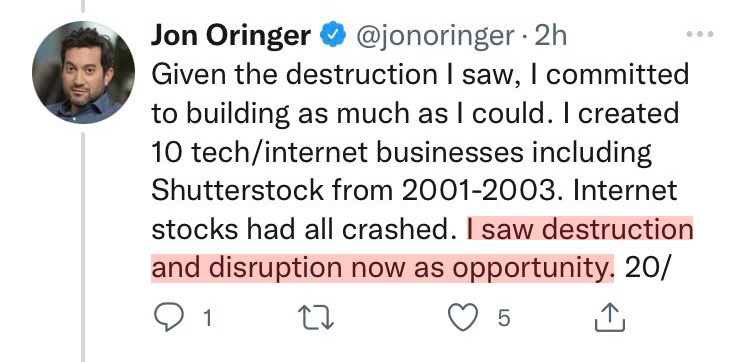 Jon Oringer @jonoringer · 2h
Given the destruction I saw, I committed
to building as much as I could. I created
10 tech/internet businesses including
Shutterstock from 2001-2003. Internet
stocks had all crashed. I saw destruction
and disruption now as opportunity. 20/
1 5